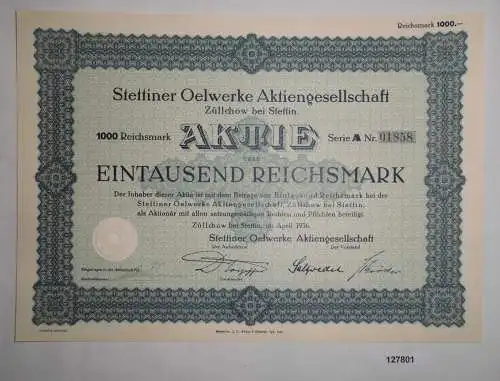 Reichsmark 1000.—
Stettiner Oelwerke Aktiengesellschaft
Züllchow bei Stettin.
1000 Reichsmark AKTIE Serie A Nr. 01858
über
EINTAUSEND REICHSMARK
Der Inhaber dieser Aktie ist mit dem Betrage von Eintausend Reichsmark bei der
Stettiner Oelwerke Aktiengesellschaft, Züllchow bei Stettin,
als Aktionär mit allen satzungsmäßigen Rechten und Pflichten beteiligt.
Züllchow bei Stettin, im April 1936.
Stettiner Oelwerke Aktiengesellschaft
Der Aufsichtsrat Der Vorstand
127801